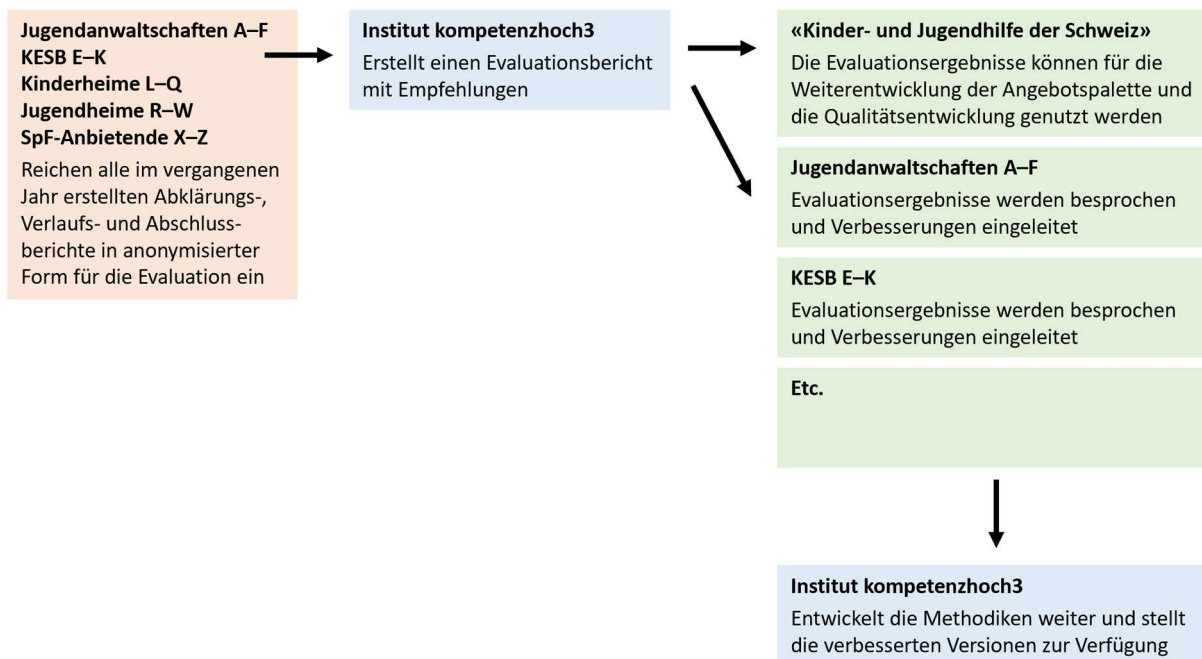 Jugendanwaltschaften A–F
KESB E–K
Kinderheime L–Q
Jugendheime R–W
SpF-Anbietende X–Z
Reichen alle im vergangenen
Jahr erstellten Abklärungs-,
Verlaufs- und Abschluss-
berichte in anonymisierter
Form für die Evaluation ein
Institut kompetenzhoch3
Erstellt einen Evaluationsbericht
mit Empfehlungen
«Kinder- und Jugendhilfe der Schweiz»
Die Evaluationsergebnisse können für die
Weiterentwicklung der Angebotspalette und
die Qualitätsentwicklung genutzt werden
Jugendanwaltschaften A–F
Evaluationsergebnisse werden besprochen
und Verbesserungen eingeleitet
KESB E–K
Evaluationsergebnisse werden besprochen
und Verbesserungen eingeleitet
Etc.
Institut kompetenzhoch3
Entwickelt die Methodiken weiter und stellt
die verbesserten Versionen zur Verfügung